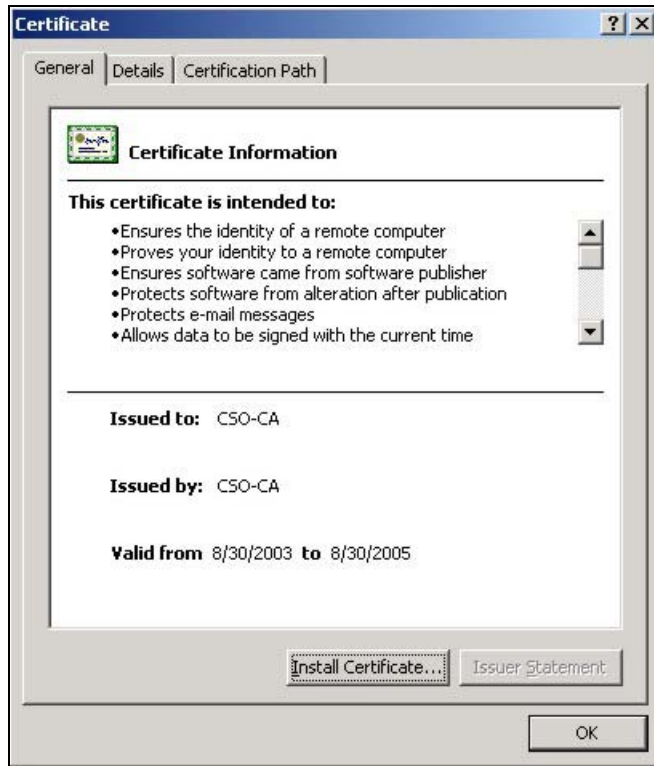 Certificate
General Details Certification Path
Certificate Information
This certificate is intended to:
•Ensures the identity of a remote computer
•Proves your identity to a remote computer
•Ensures software came from software publisher
•Protects software from alteration after publication
•Protects e-mail messages
•Allows data to be signed with the current time
Issued to: CSO-CA
Issued by: CSO-CA
Valid from 8/30/2003 to 8/30/2005
Install Certificate... Issuer Statement
OK